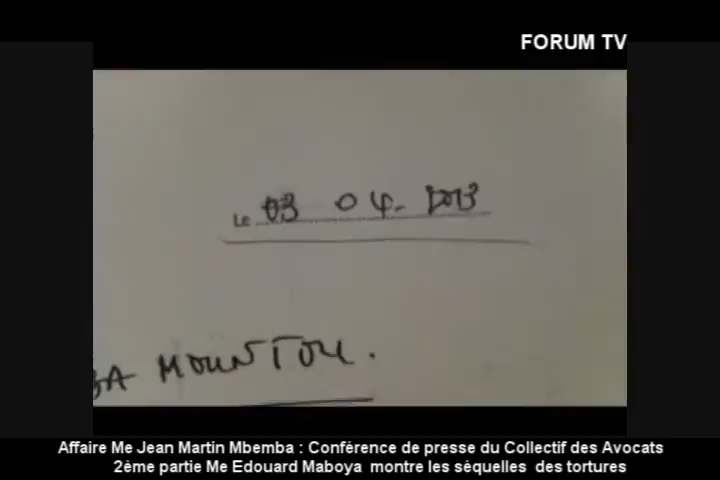 FORUM TV
Le 03 04. 2013
BA MOUNTOU.
Affaire Me Jean Martin Mbemba : Conférence de presse du Collectif des Avocats
2ème partie Me Edouard Maboya montre les séquelles des tortures